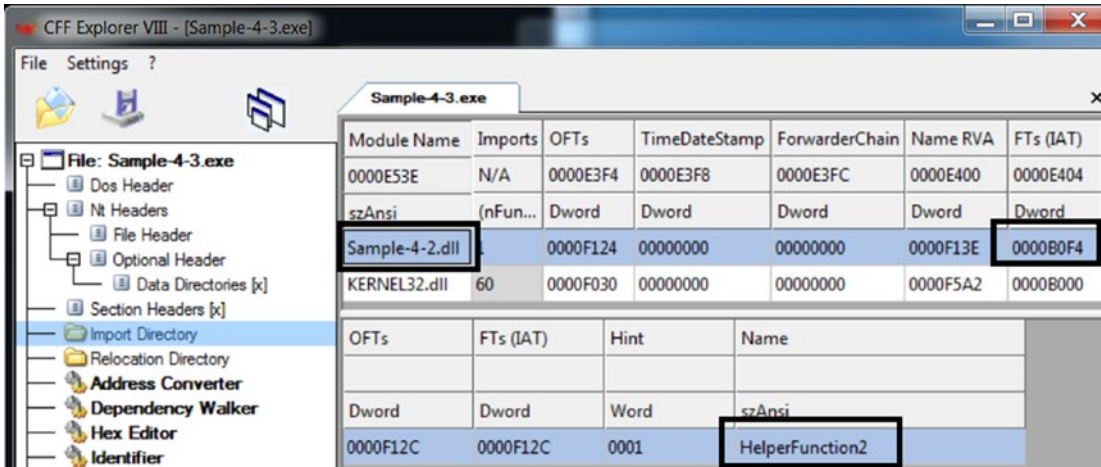 CFF Explorer VIII - [Sample-4-3.exe]
File Settings ?
Sample-4-3.exe
Module Name Imports OFTs TimeDateStamp ForwarderChain Name RVA FTs (IAT)
0000E53E N/A 0000E3F4 0000E3F8 0000E3FC 0000E400 0000E404
szAnsi (nFun... Dword Dword Dword Dword Dword
Sample-4-2.dll 1 0000F124 00000000 00000000 0000F13E 0000B0F4
KERNEL32.dll 60 0000F030 00000000 00000000 0000F5A2 0000B000
File: Sample-4-3.exe
Dos Header
Nt Headers
File Header
Optional Header
Data Directories [x]
Section Headers [x]
Import Directory
Relocation Directory
Address Converter
Dependency Walker
Hex Editor
Identifier
OFTs FTs (IAT) Hint Name
Dword Dword Word szAnsi
0000F12C 0000F12C 0001 HelperFunction2